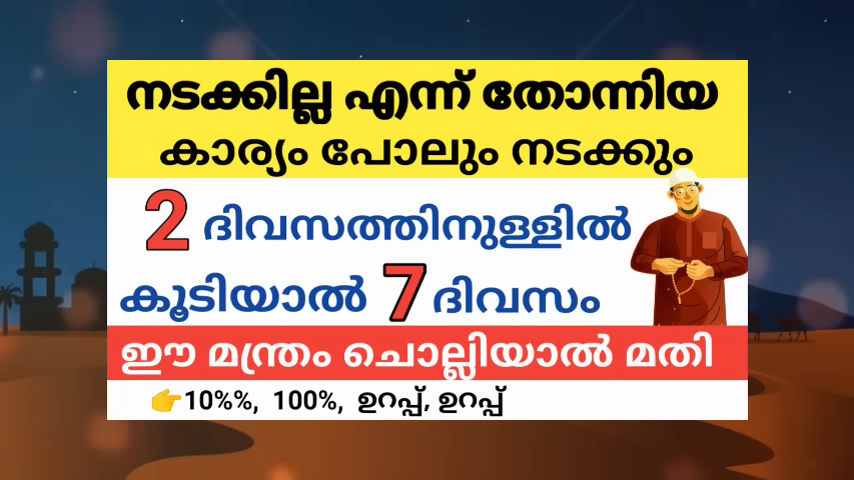 നടക്കില്ല എന്ന് തോന്നിയ
കാര്യം പോലും നടക്കും
2 ദിവസത്തിനുള്ളിൽ
കൂടിയാൽ 7 ദിവസം
ഈ മന്ത്രം ചൊല്ലിയാൽ മതി
👉10%%, 100%, ഉറപ്പ്, ഉറപ്പ്